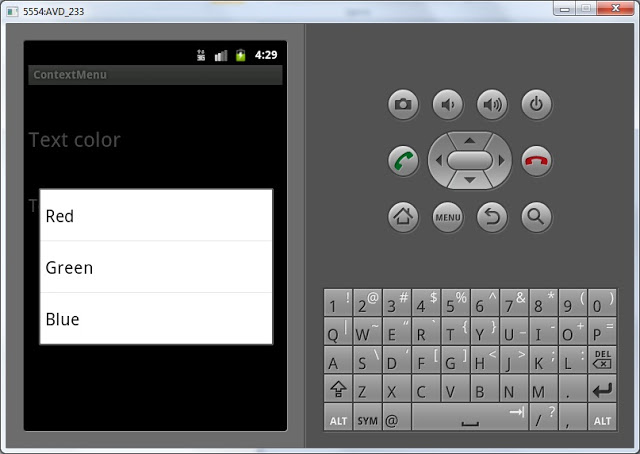 5554:AVD_233
3G 4:29
ContextMenu
Text color
T
Red
Green
Blue
MENU
1 ! 2 @ 3 # 4 $ 5 % 6 ^ 7 & 8 * 9 ( 0 )
Q | W ~ E " R ` T { Y } U _ I - O + P =
A S \ D ' F [ G ] H < J > K ; L : DEL
Z X C V B N M .
ALT SYM @ / ? , ALT